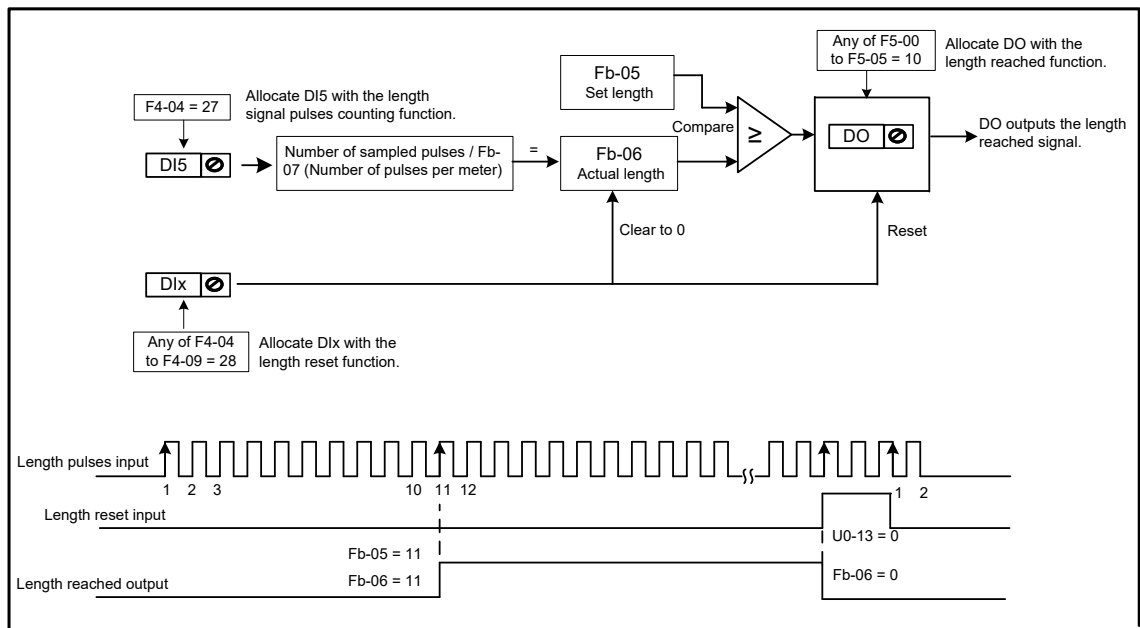 Any of F5-00
to F5-05 = 10
Allocate DO with the
length reached function.
Fb-05
Set length
F4-04 = 27
Allocate DI5 with the length
signal pulses counting function.
Compare
≥
DO
DO outputs the length
reached signal.
DI5
Number of sampled pulses / Fb-
07 (Number of pulses per meter)
=
Fb-06
Actual length
Clear to 0
Reset
DIx
Any of F4-04
to F4-09 = 28
Allocate DIx with the
length reset function.
Length pulses input
1 2 3 10 11 12 1 2
Length reset input
U0-13 = 0
Fb-05 = 11
Fb-06 = 11
Fb-06 = 0
Length reached output